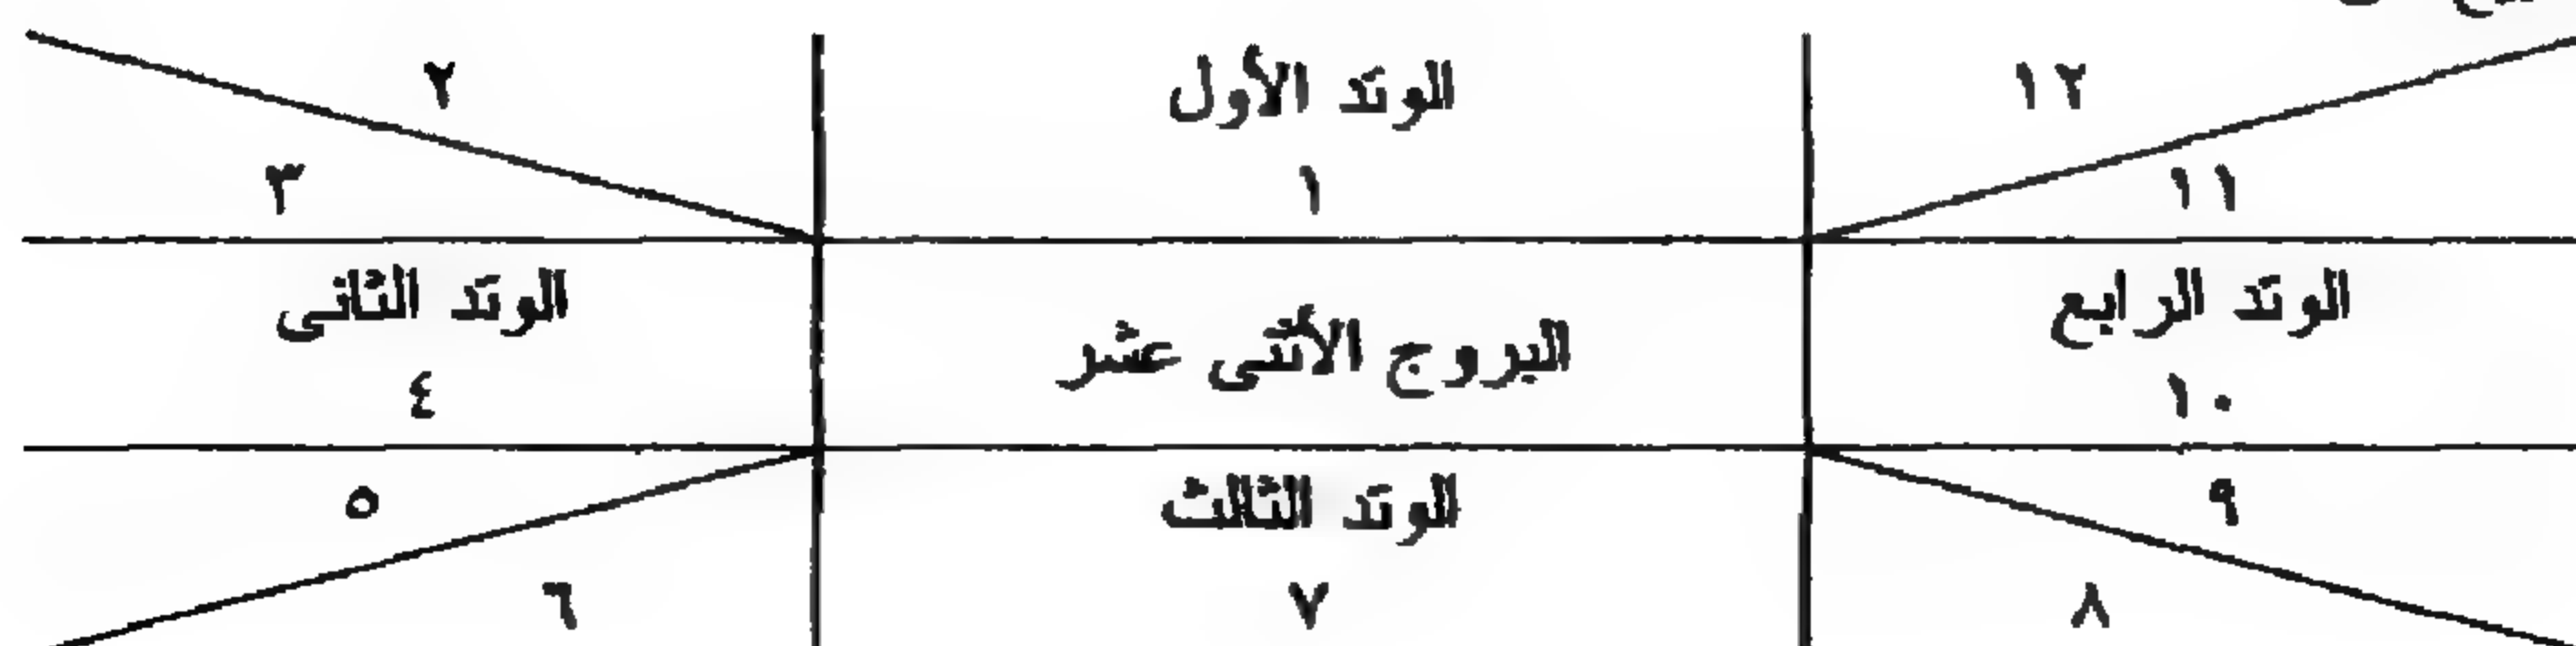 ١٢
الوتد الأول
٢
١١
١
٣
الوتد الرابع
١٠
البروج الأثنى عشر
الوتد الثانى
٤
٩
الوتد الثالث
٥
٨
٧
٦